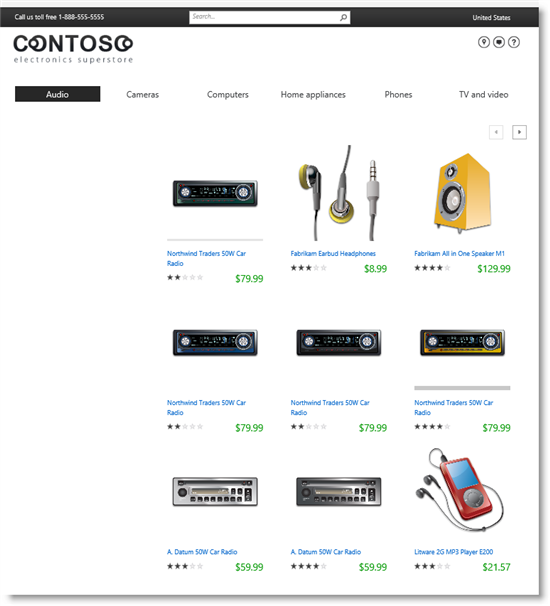 Call us toll free 1-888-555-5555
Search...
United States
CONTOSO
electronics superstore
?
Audio
Cameras
Computers
Home appliances
Phones
TV and video
Northwind Traders 50W Car
Radio
$79.99
Fabrikam Earbud Headphones
$8.99
Fabrikam All in One Speaker M1
$129.99
Northwind Traders 50W Car
Radio
$79.99
Northwind Traders 50W Car
Radio
$79.99
Northwind Traders 50W Car
Radio
$79.99
A. Datum 50W Car Radio
$59.99
A. Datum 50W Car Radio
$59.99
Litware 2G MP3 Player E200
$21.57